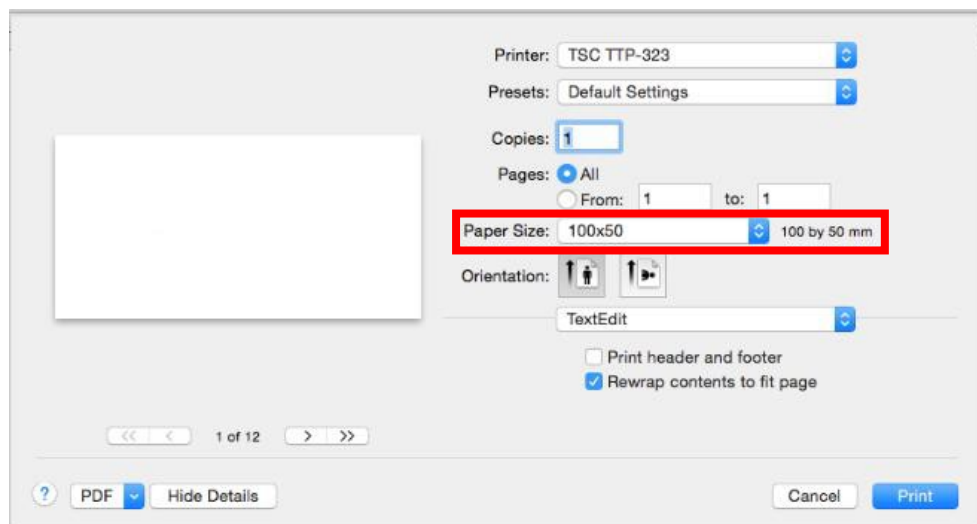 Printer: TSC TTP-323
Presets: Default Settings
Copies: 1
Pages: All
From: 1 to: 1
Paper Size: 100x50 100 by 50 mm
Orientation:
TextEdit
Print header and footer
Rewrap contents to fit page
<< < 1 of 12 > >>
? PDF Hide Details Cancel Print